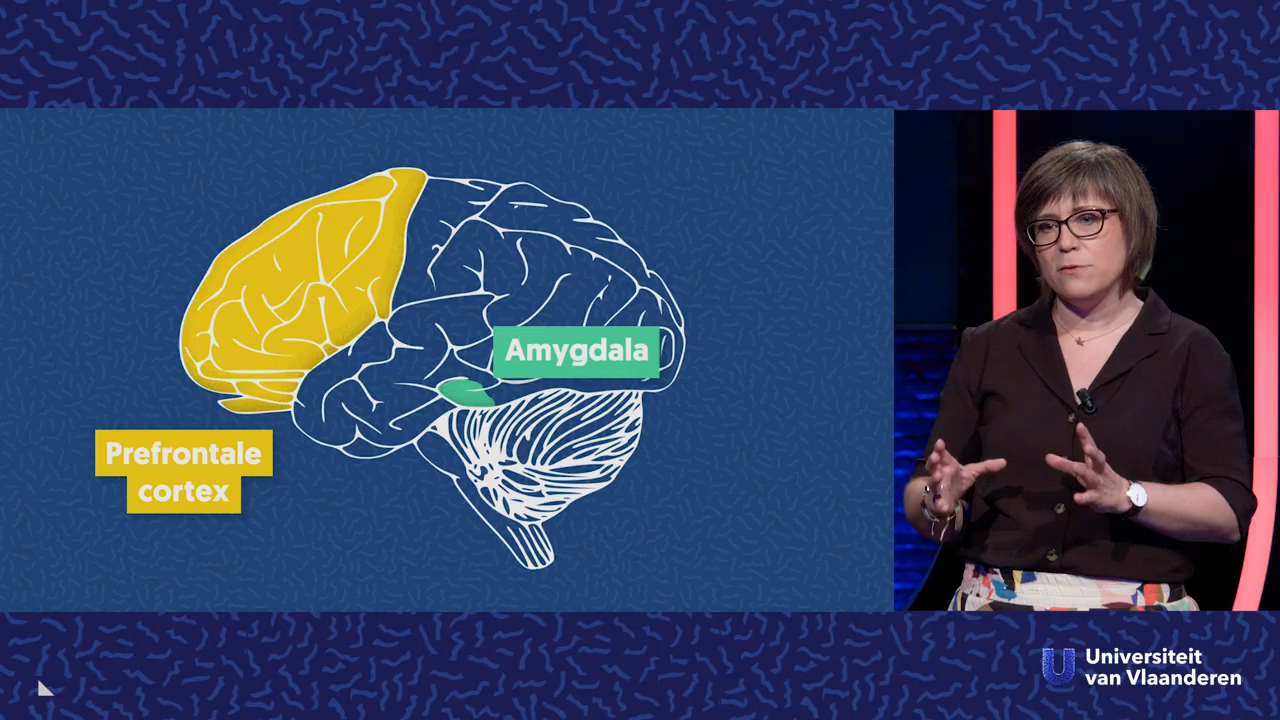 Amygdala
Prefrontale
cortex
Universiteit
van Vlaanderen